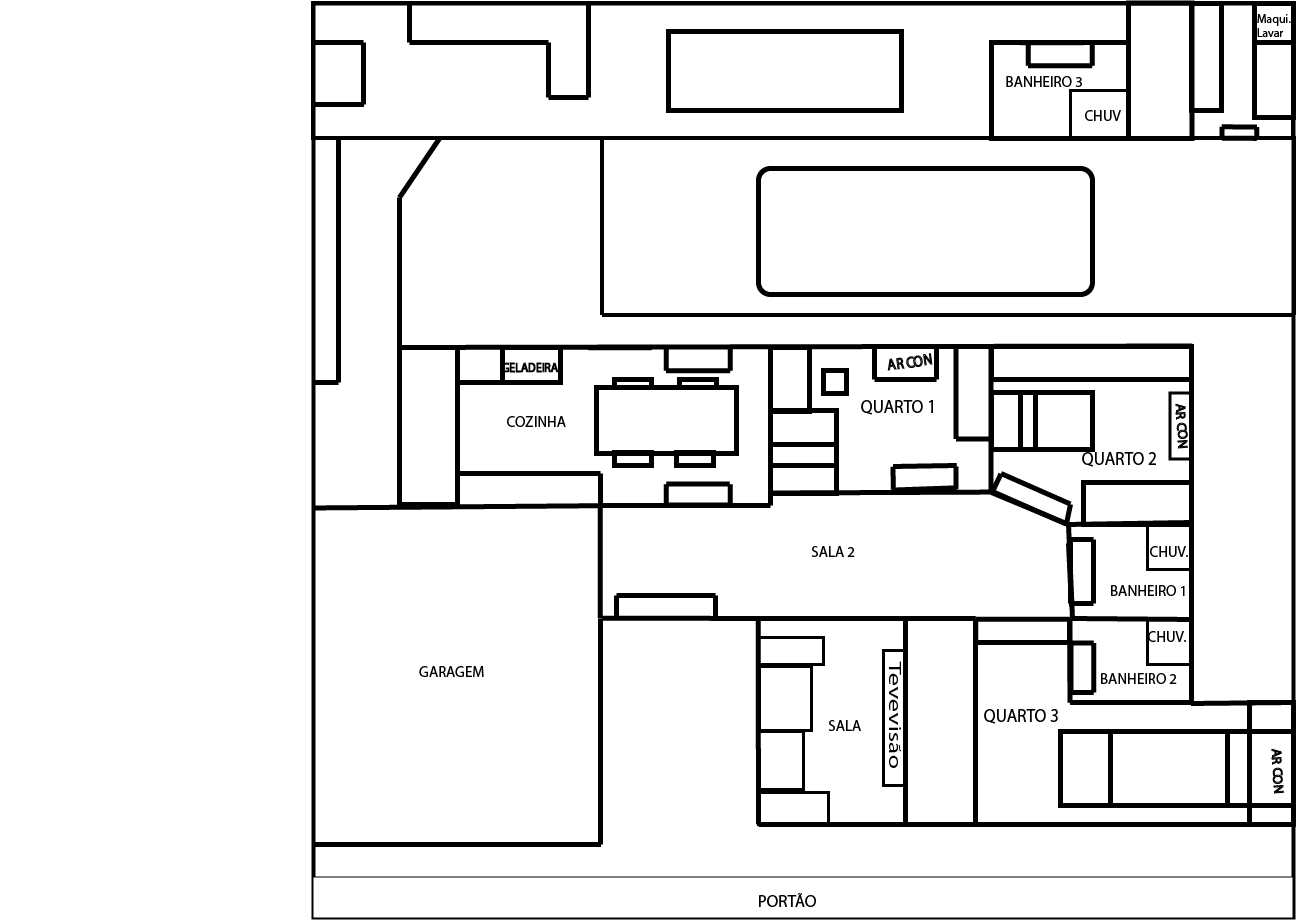 Maqui.
Lavar
BANHEIRO 3
CHUV
GELADEIRA
AR CON
COZINHA
QUARTO 1
AR CON
QUARTO 2
SALA 2
CHUV.
BANHEIRO 1
CHUV.
GARAGEM
BANHEIRO 2
Tevevisão
SALA
QUARTO 3
AR CON
PORTÃO